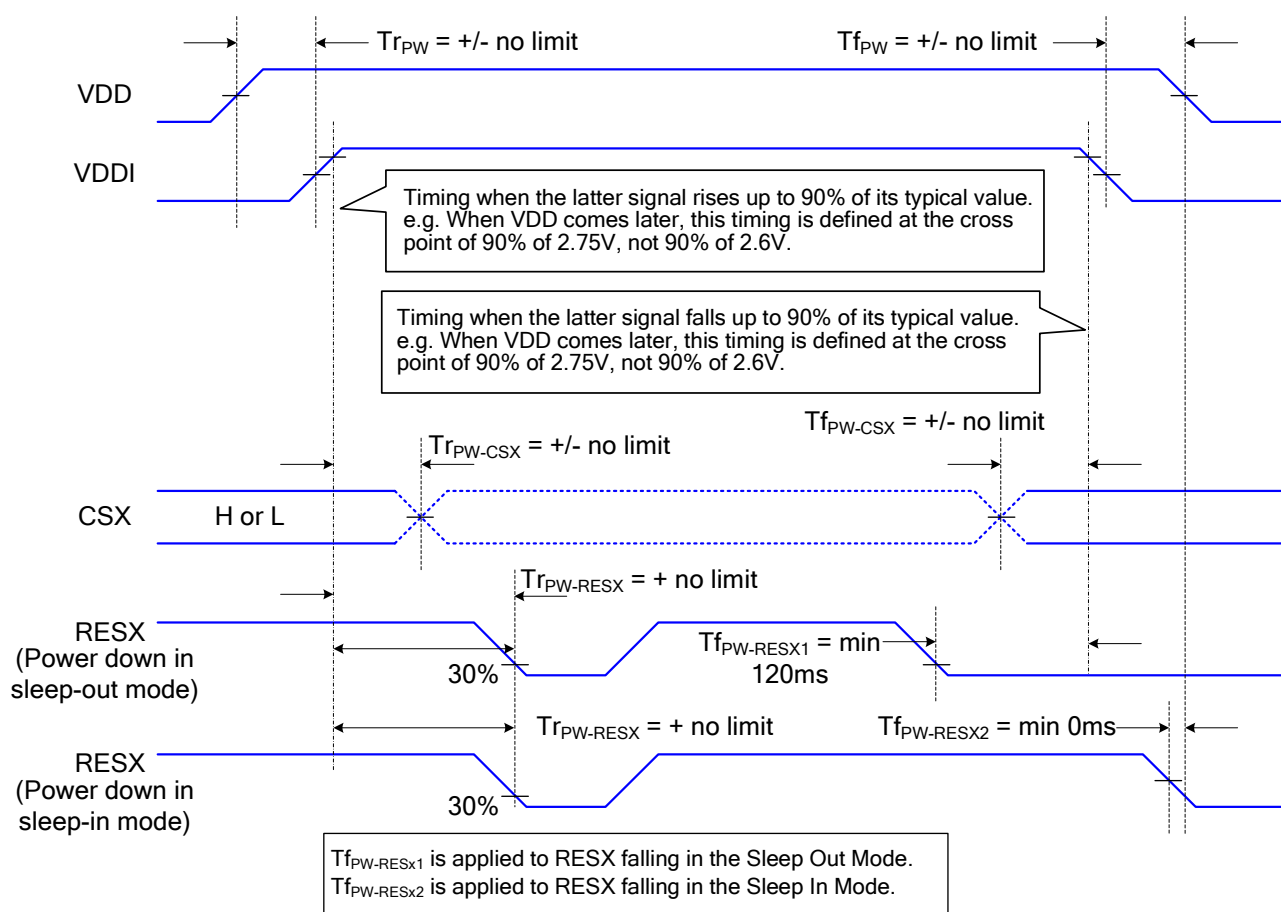 TrPW = +/- no limit
TfPW = +/- no limit
VDD
VDDI
Timing when the latter signal rises up to 90% of its typical value.
e.g. When VDD comes later, this timing is defined at the cross
point of 90% of 2.75V, not 90% of 2.6V.
Timing when the latter signal falls up to 90% of its typical value.
e.g. When VDD comes later, this timing is defined at the cross
point of 90% of 2.75V, not 90% of 2.6V.
TrPW-CSX = +/- no limit
TfPW-CSX = +/- no limit
CSX
H or L
TrPW-RESX = + no limit
RESX
(Power down in
sleep-out mode)
30%
TfPW-RESX1 = min
120ms
TrPW-RESX = + no limit
TfPW-RESX2 = min 0ms
RESX
(Power down in
sleep-in mode)
30%
TfPW-RESx1 is applied to RESX falling in the Sleep Out Mode.
TfPW-RESx2 is applied to RESX falling in the Sleep In Mode.